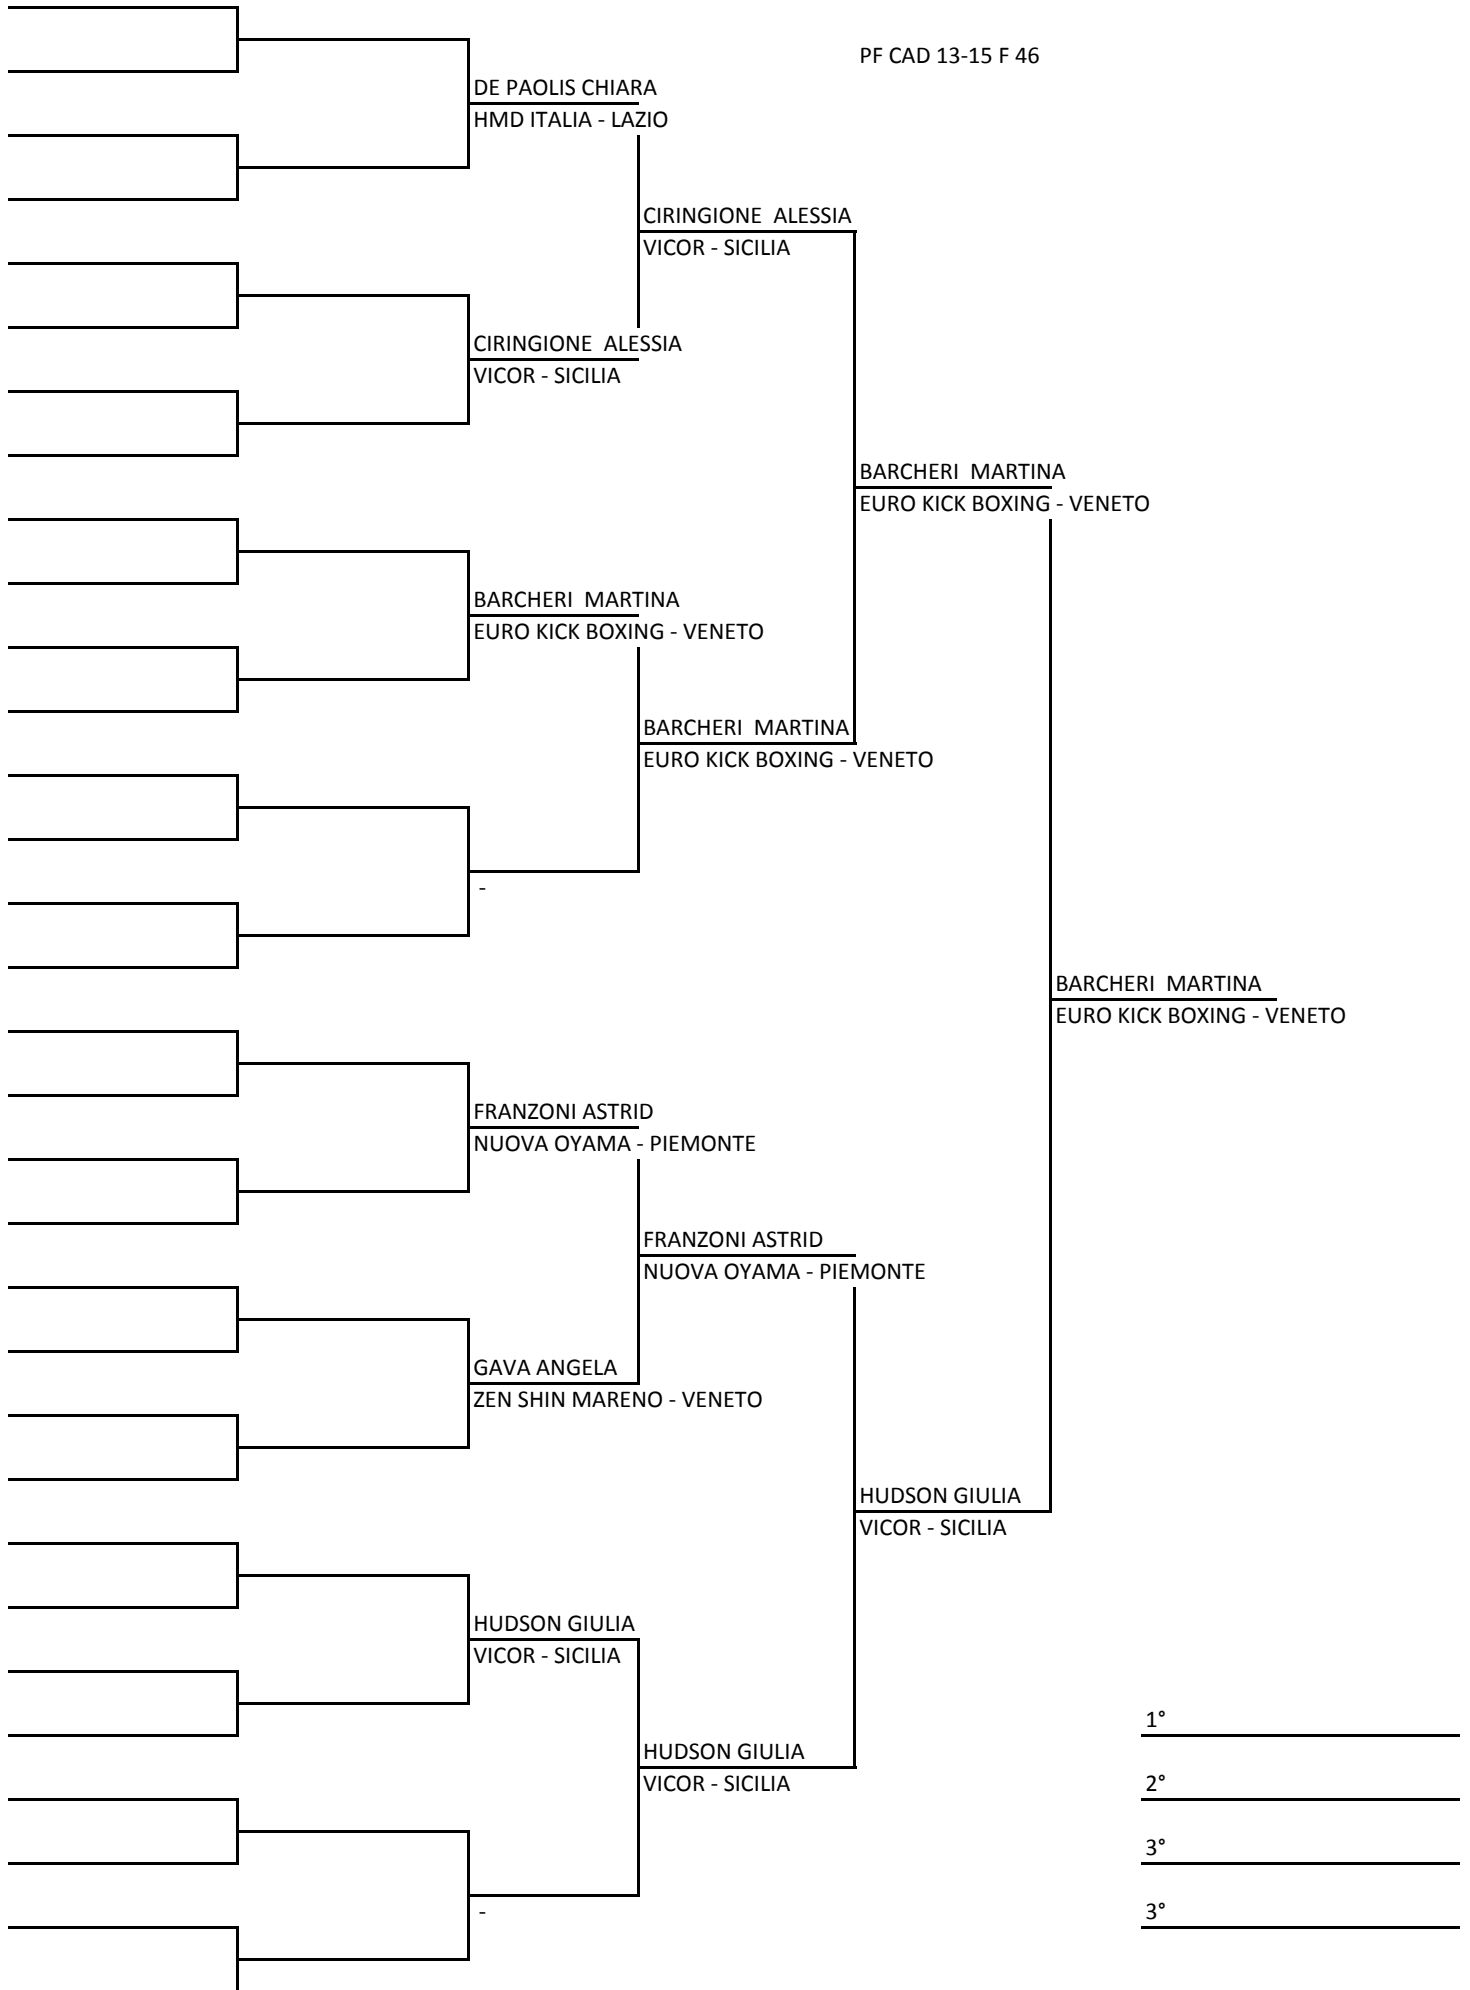 PF CAD 13-15 F 46
DE PAOLIS CHIARA
HMD ITALIA - LAZIO
CIRINGIONE  ALESSIA
VICOR - SICILIA
CIRINGIONE  ALESSIA
VICOR - SICILIA
BARCHERI  MARTINA
EURO KICK BOXING - VENETO
BARCHERI  MARTINA
EURO KICK BOXING - VENETO
BARCHERI  MARTINA
EURO KICK BOXING - VENETO
-
BARCHERI  MARTINA
EURO KICK BOXING - VENETO
FRANZONI ASTRID
NUOVA OYAMA - PIEMONTE
FRANZONI ASTRID
NUOVA OYAMA - PIEMONTE
GAVA ANGELA
ZEN SHIN MARENO - VENETO
HUDSON GIULIA
VICOR - SICILIA
HUDSON GIULIA
VICOR - SICILIA
HUDSON GIULIA
VICOR - SICILIA
-
1°
2°
3°
3°